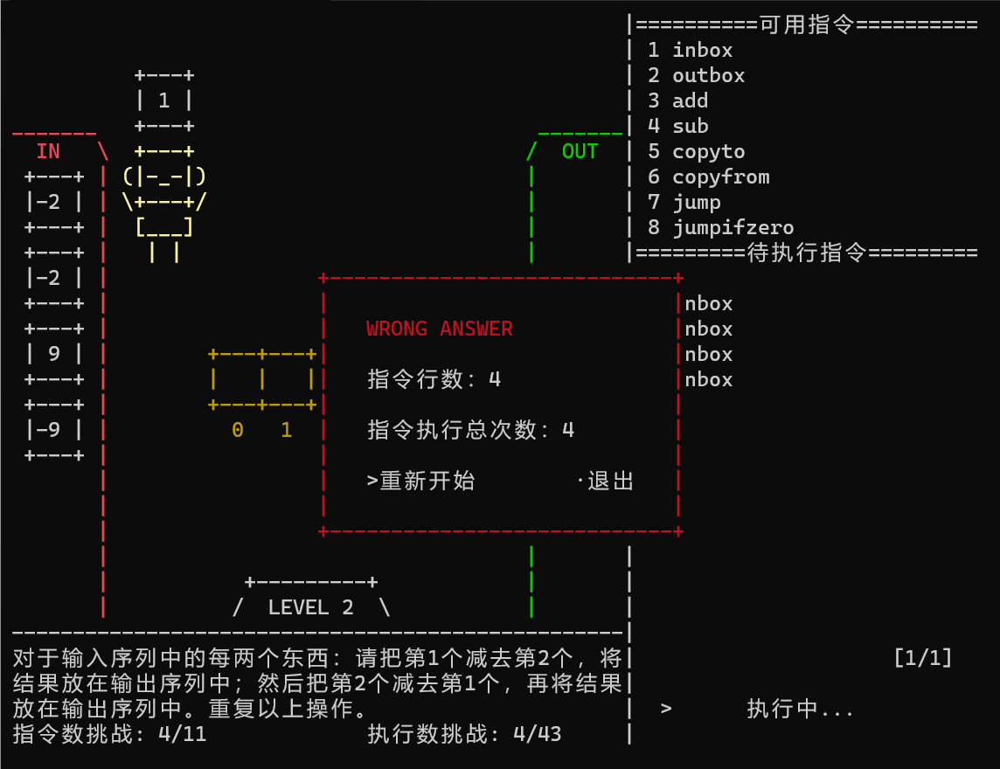 ==========可用指令==========
1 inbox
2 outbox
3 add
4 sub
5 copyto
6 copyfrom
7 jump
8 jumpifzero
=========待执行指令=========
nbox
nbox
nbox
nbox
1
IN
OUT
-2
-2
9
-9
(|-_-|)
0 1
WRONG ANSWER
指令行数：4
指令执行总次数：4
>重新开始 ·退出
LEVEL 2
对于输入序列中的每两个东西：请把第1个减去第2个，将
结果放在输出序列中；然后把第2个减去第1个，再将结果
放在输出序列中。重复以上操作。
指令数挑战：4/11 执行数挑战：4/43
[1/1]
> 执行中...